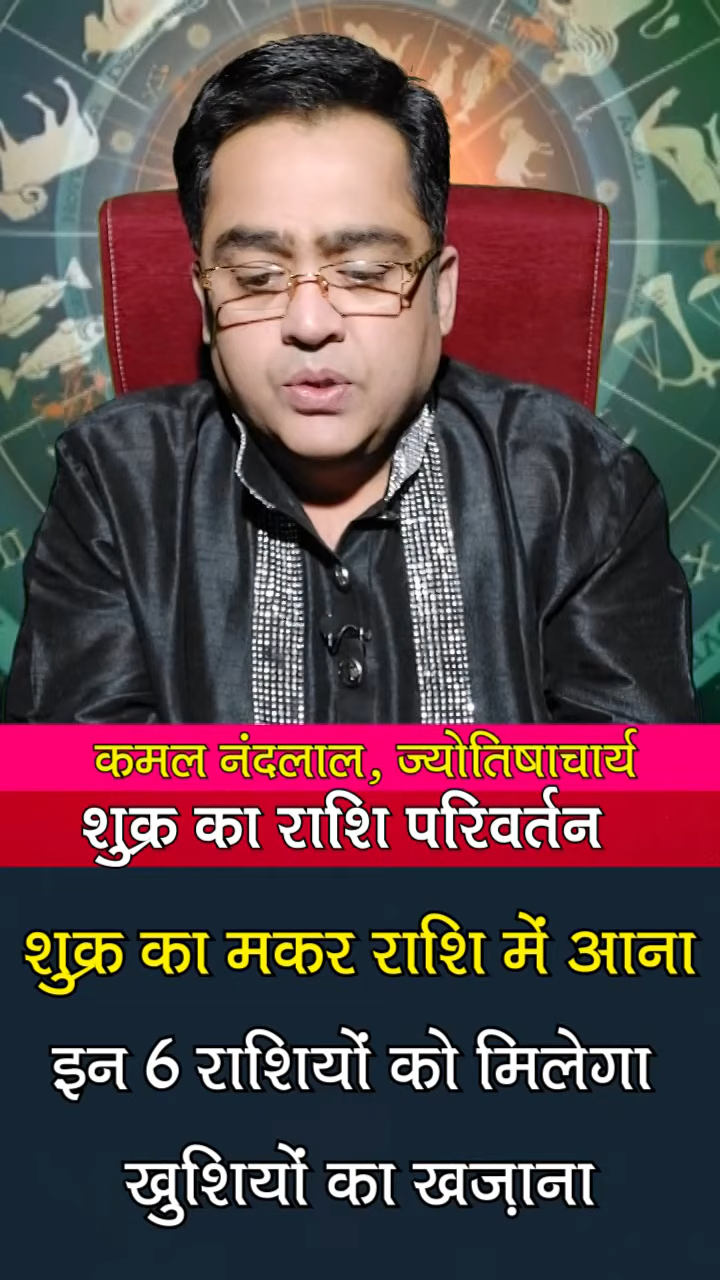 कमल नंदलाल, ज्योतिषाचार्य
शुक्र का राशि परिवर्तन
शुक्र का मकर राशि में आना
इन 6 राशियों को मिलेगा
खुशियों का खज़ाना